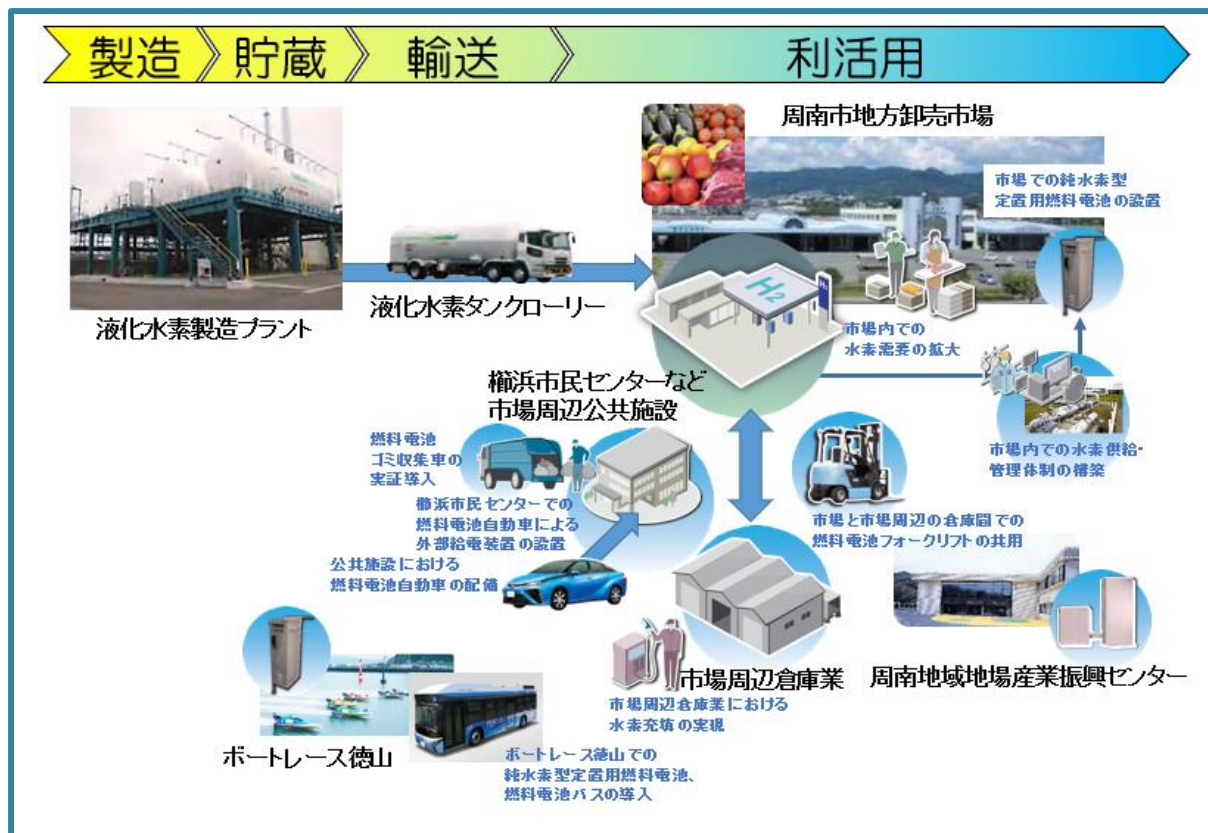 製造
貯蔵
輸送
利活用
液化水素製造プラント
液化水素タンクローリー
周南市地方卸売市場
市場での純水素型
定置用燃料電池の設置
H2
H2
市場内での
水素需要の拡大
市場内での水素供給・
管理体制の構築
櫛浜市民センターなど
市場周辺公共施設
燃料電池
ゴミ収集車の
実証導入
櫛浜市民センターでの
燃料電池自動車による
外部給電装置の設置
公共施設における
燃料電池自動車の配備
市場と市場周辺の倉庫間での
燃料電池フォークリフトの共用
市場周辺倉庫業
市場周辺倉庫業における
水素充填の実現
周南地域地場産業振興センター
ボートレース徳山
ボートレース徳山での
純水素型定置用燃料電池、
燃料電池バスの導入